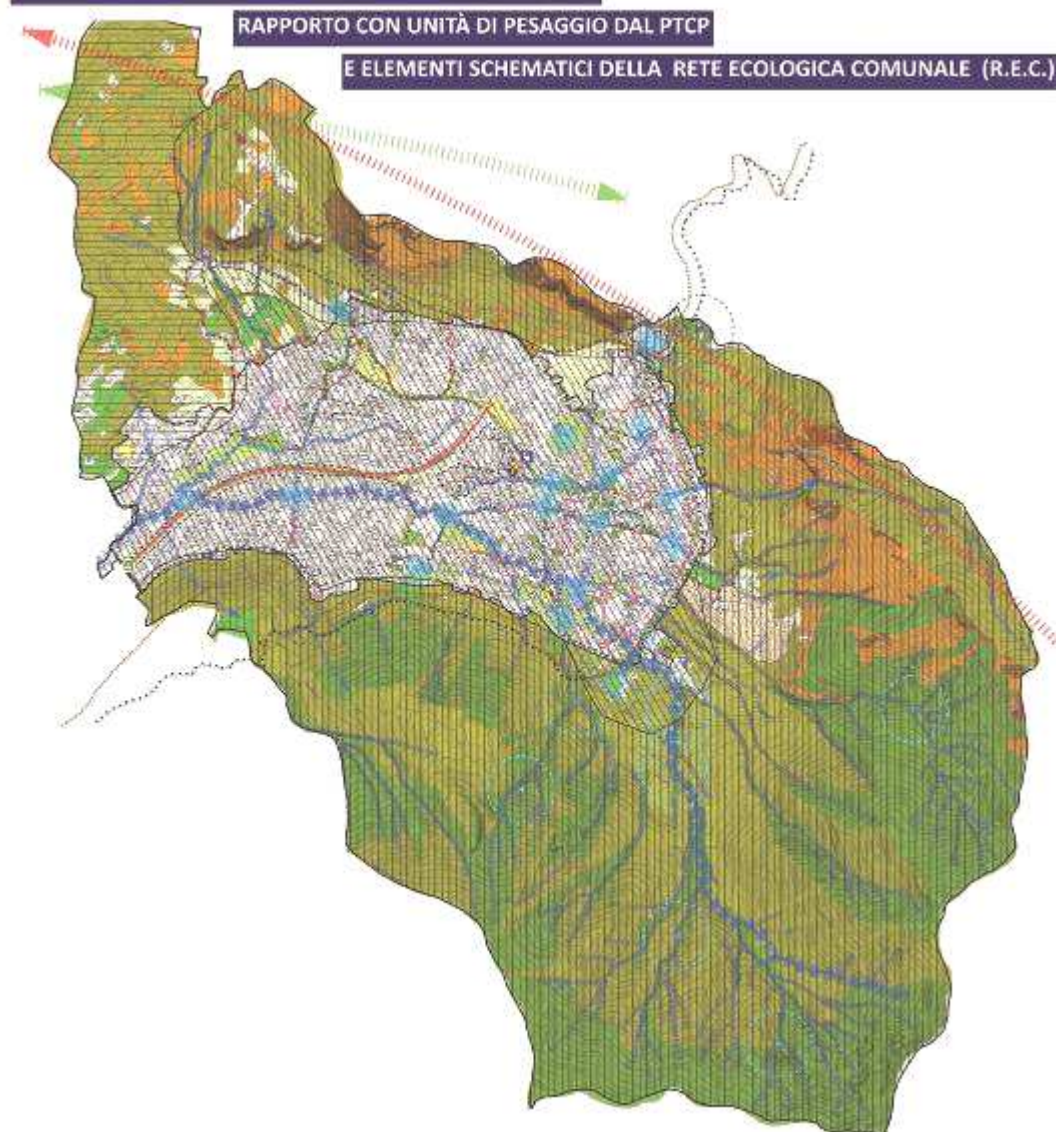 RAPPORTO CON UNITÀ DI PESAGGIO DAL PTCP
E ELEMENTI SCHEMATICI DELLA RETE ECOLOGICA COMUNALE (R.E.C.)